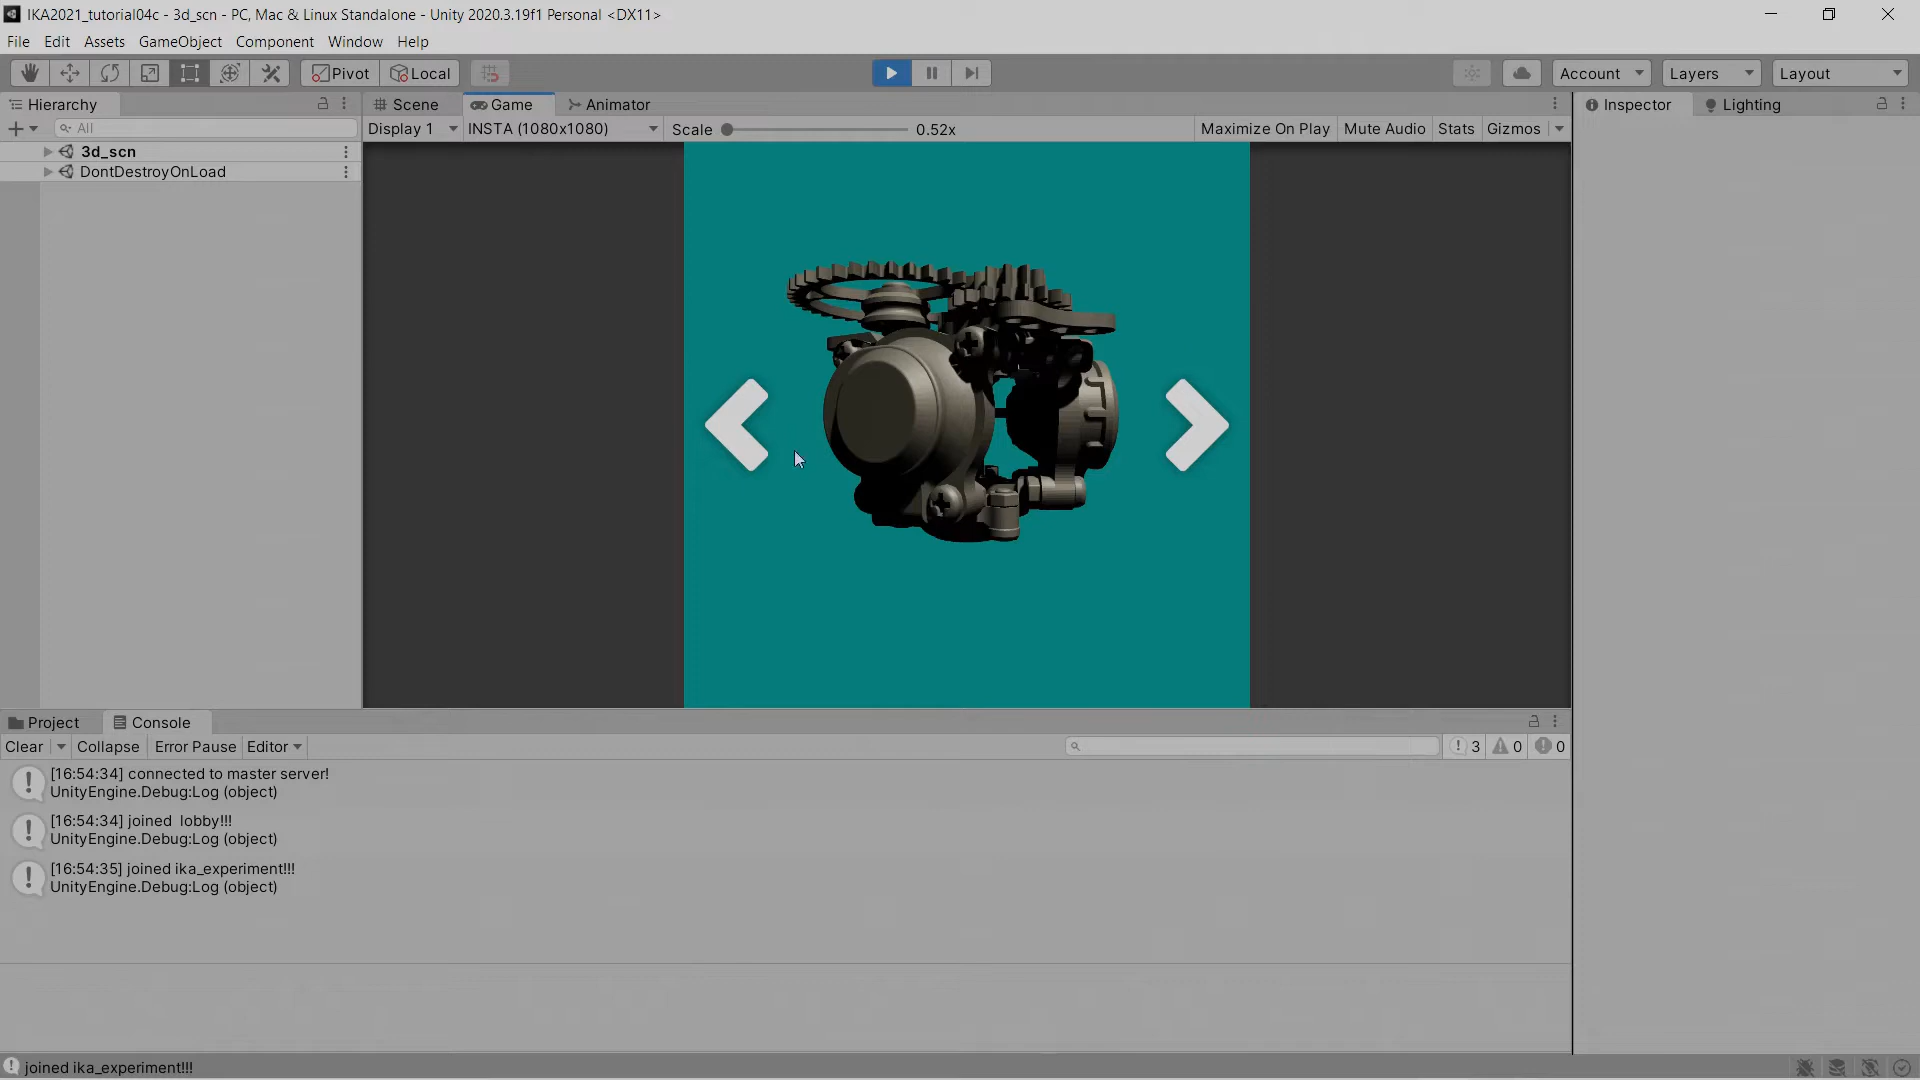 IKA2021_tutorial04c - 3d_scn - PC, Mac & Linux Standalone - Unity 2020.3.19f1 Personal <DX11>
File Edit Assets GameObject Component Window Help
Pivot Local Account Layers Layout
Hierarchy Scene Game Animator Inspector Lighting
All Display 1 INSTA (1080x1080) Scale 0.52x Maximize On Play Mute Audio Stats Gizmos
3d_scn
DontDestroyOnLoad
Project Console
Clear Collapse Error Pause Editor 3 0 0
[16:54:34] connected to master server!
UnityEngine.Debug:Log (object)
[16:54:34] joined  lobby!!!
UnityEngine.Debug:Log (object)
[16:54:35] joined ika_experiment!!!
UnityEngine.Debug:Log (object)
joined ika_experiment!!!